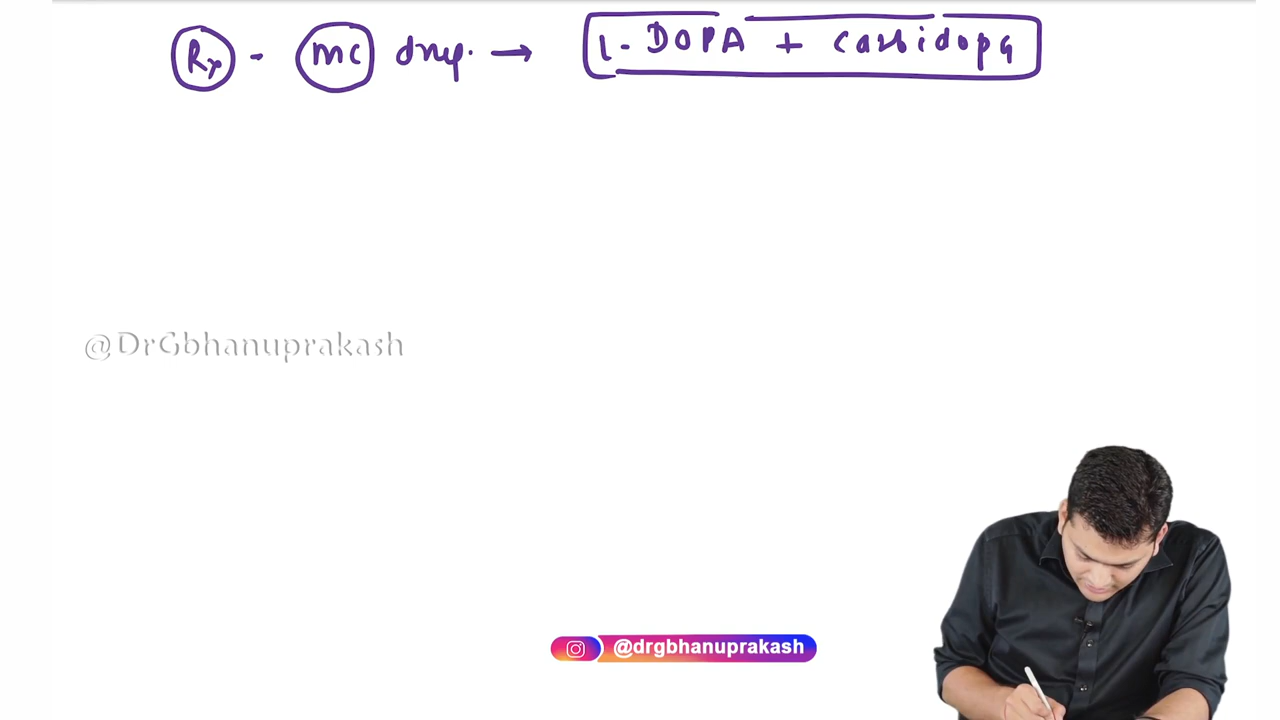 Rx - mc drug. → L-DOPA + Carbidopa
@DrGbhanuprakash
@drgbhanuprakash